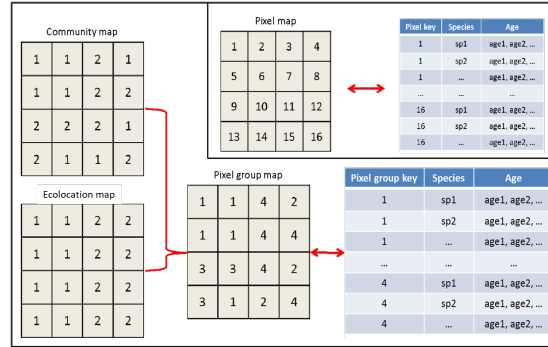 Community map
1 1 2 1
1 1 2 2
2 2 2 1
2 1 1 2
Ecolocation map
1 1 2 2
1 1 2 2
1 1 2 2
1 1 2 2
Pixel map
1 2 3 4
5 6 7 8
9 10 11 12
13 14 15 16
Pixel key Species Age
1 sp1 age1, age2, ...
1 sp2 age1, age2, ...
1 ... age1, age2, ...
... ... ...
16 sp1 age1, age2, ...
16 sp2 age1, age2, ...
16 ... age1, age2, ...
Pixel group map
1 1 4 4
1 1 4 4
3 3 4 2
3 1 2 4
Pixel group key Species Age
1 sp1 age1, age2, ...
1 sp2 age1, age2, ...
1 ... age1, age2, ...
... ... ...
4 sp1 age1, age2, ...
4 sp2 age1, age2, ...
4 ... age1, age2, ...